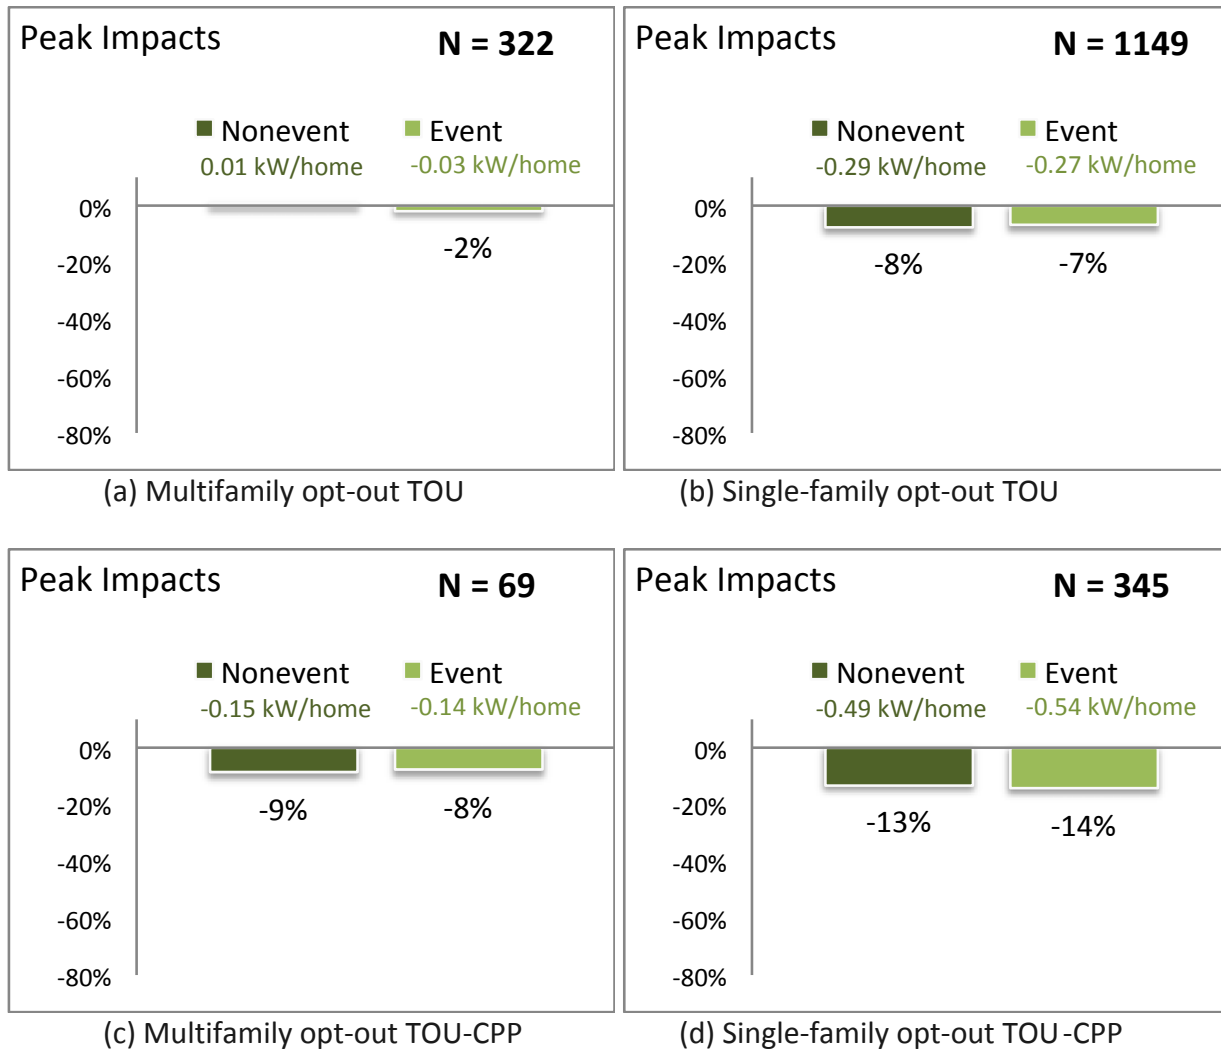 Peak Impacts N = 322
Nonevent Event
0.01 kW/home -0.03 kW/home
0%
-2%
-20%
-40%
-60%
-80%
(a) Multifamily opt-out TOU
Peak Impacts N = 1149
Nonevent Event
-0.29 kW/home -0.27 kW/home
0%
-8% -7%
-20%
-40%
-60%
-80%
(b) Single-family opt-out TOU
Peak Impacts N = 69
Nonevent Event
-0.15 kW/home -0.14 kW/home
0%
-20%
-9% -8%
-40%
-60%
-80%
(c) Multifamily opt-out TOU-CPP
Peak Impacts N = 345
Nonevent Event
-0.49 kW/home -0.54 kW/home
0%
-20%
-13% -14%
-40%
-60%
-80%
(d) Single-family opt-out TOU-CPP